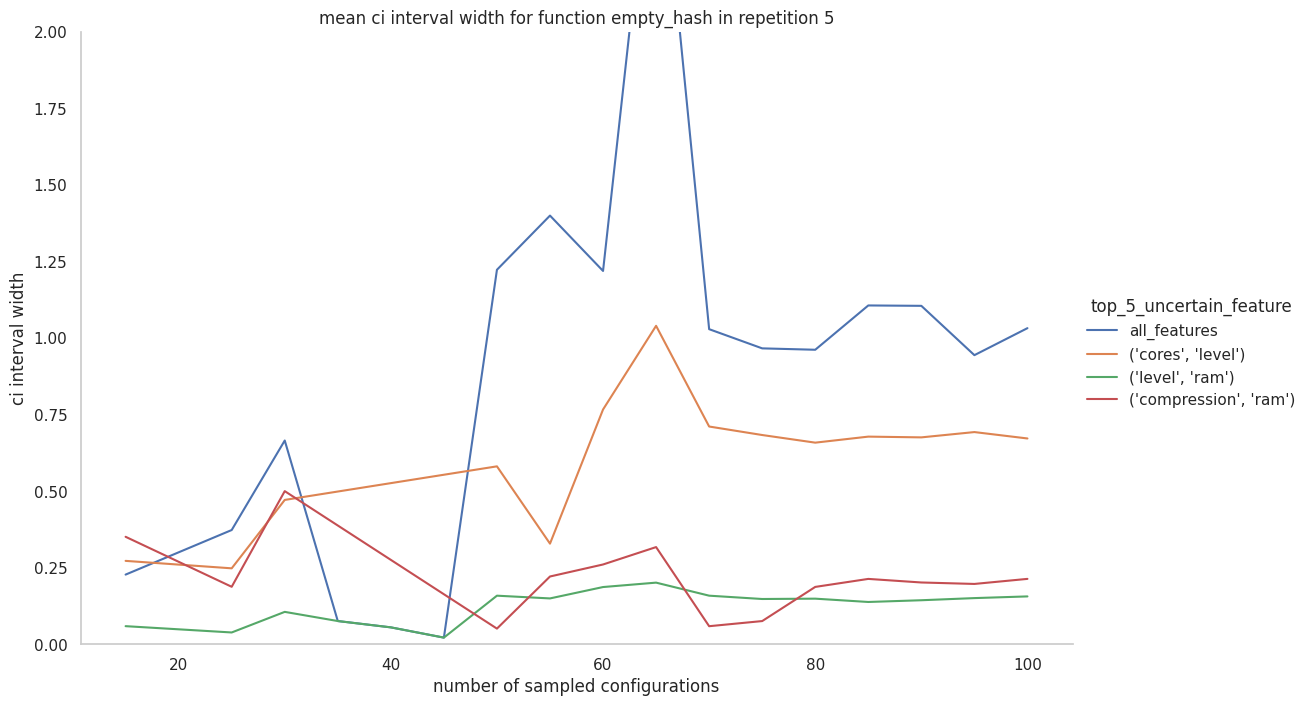 mean ci interval width for function empty_hash in repetition 5
2.00
1.75
1.50
1.25
1.00
0.75
0.50
0.25
0.00
ci interval width
20
40
60
80
100
number of sampled configurations
top_5_uncertain_feature
all_features
('cores', 'level')
('level', 'ram')
('compression', 'ram')